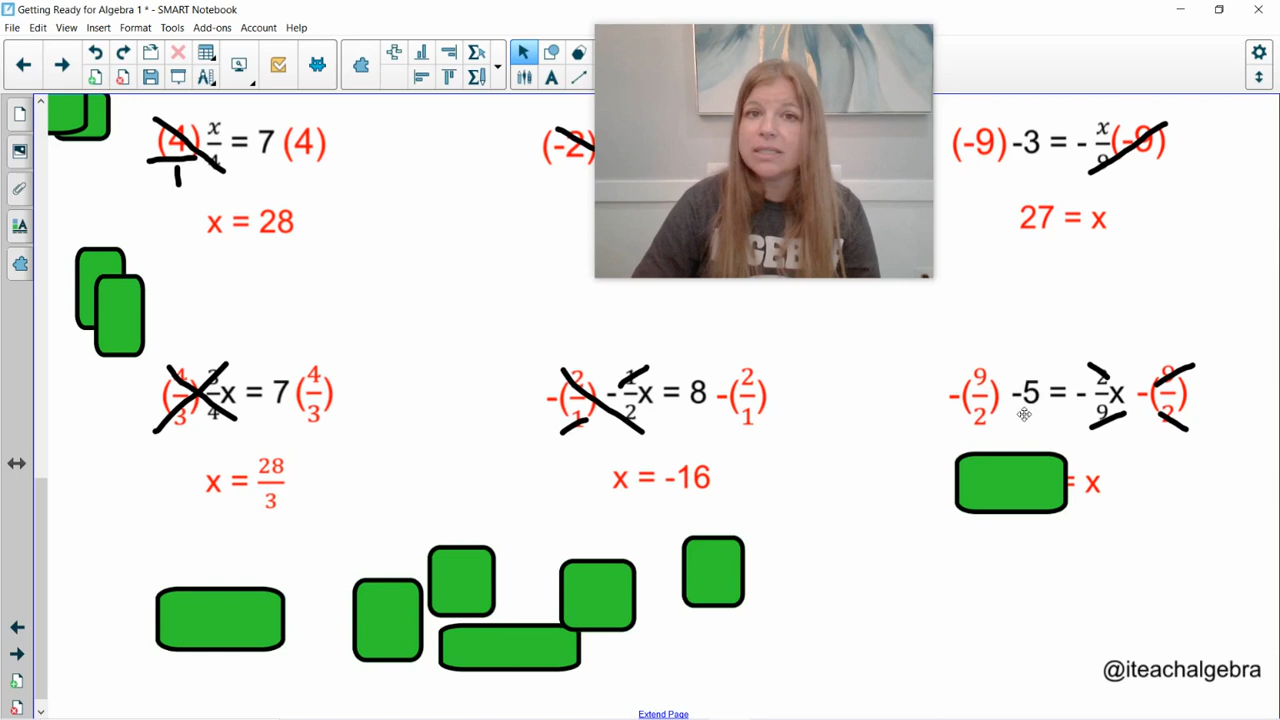 Getting Ready for Algebra 1 * - SMART Notebook
File Edit View Insert Format Tools Add-ons Account Help
(4) x/4 = 7 (4)
1
x = 28
(-2)
(-9) -3 = - x/9 (-9)
27 = x
ALGEBRA
(4/3) 3/4 x = 7 (4/3)
x = 28/3
-(2/1) - 1/2 x = 8 -(2/1)
x = -16
-(9/2) -5 = - 2/9 x -(9/2)
= x
@iteachalgebra
Extend Page